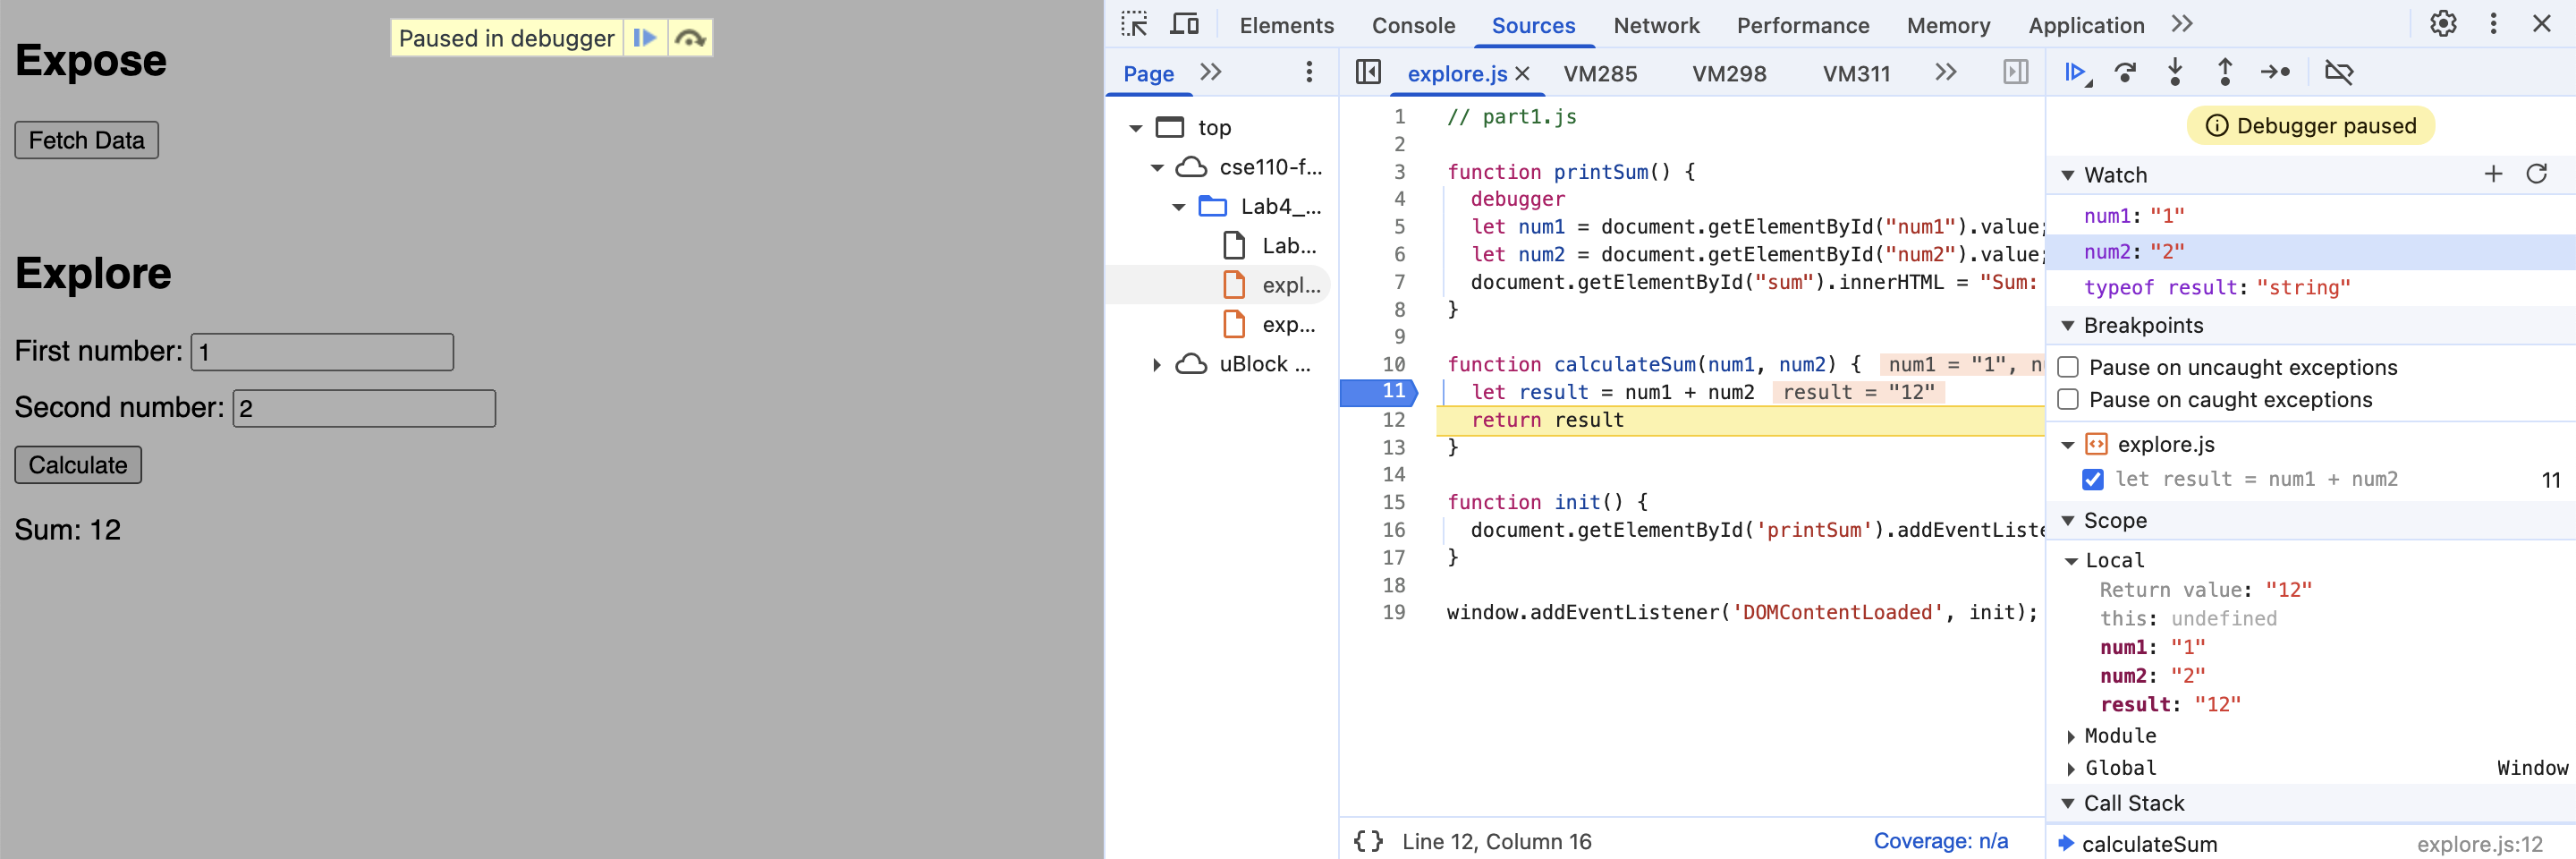 Expose
Paused in debugger
Fetch Data
Explore
First number: 1
Second number: 2
Calculate
Sum: 12
Elements Console Sources Network Performance Memory Application
Page
top
cse110-f...
Lab4_...
Lab...
expl...
exp...
uBlock ...
explore.js VM285 VM298 VM311
1 // part1.js
2
3 function printSum() {
4 debugger
5 let num1 = document.getElementById("num1").value;
6 let num2 = document.getElementById("num2").value;
7 document.getElementById("sum").innerHTML = "Sum:
8 }
9
10 function calculateSum(num1, num2) { num1 = "1", n
11 let result = num1 + num2 result = "12"
12 return result
13 }
14
15 function init() {
16 document.getElementById('printSum').addEventListe
17 }
18
19 window.addEventListener('DOMContentLoaded', init);
{} Line 12, Column 16 Coverage: n/a
Debugger paused
Watch
num1: "1"
num2: "2"
typeof result: "string"
Breakpoints
Pause on uncaught exceptions
Pause on caught exceptions
explore.js
let result = num1 + num2 11
Scope
Local
Return value: "12"
this: undefined
num1: "1"
num2: "2"
result: "12"
Module
Global Window
Call Stack
calculateSum explore.js:12